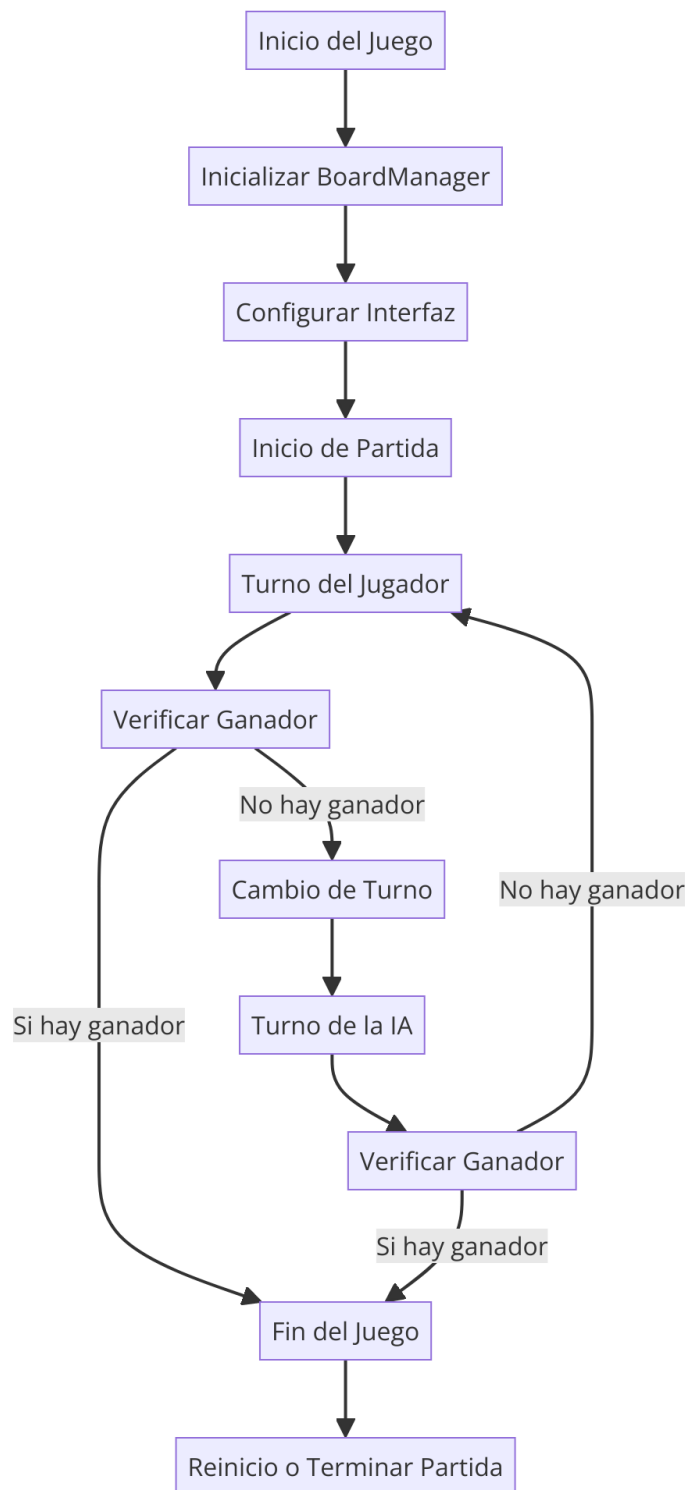 Inicio del Juego
Inicializar BoardManager
Configurar Interfaz
Inicio de Partida
Turno del Jugador
Verificar Ganador
No hay ganador
Cambio de Turno
No hay ganador
Turno de la IA
Si hay ganador
Verificar Ganador
Si hay ganador
Fin del Juego
Reinicio o Terminar Partida